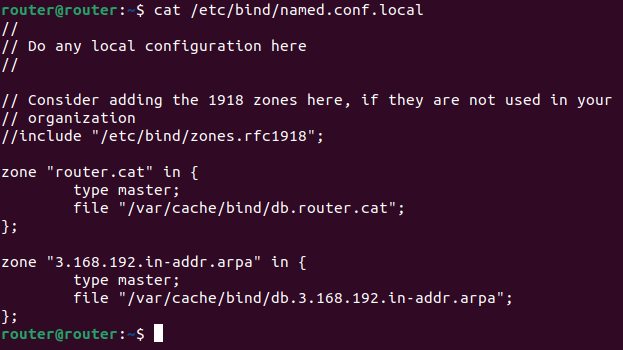 router@router:~$ cat /etc/bind/named.conf.local
//
// Do any local configuration here
//
// Consider adding the 1918 zones here, if they are not used in your
// organization
//include "/etc/bind/zones.rfc1918";
zone "router.cat" in {
        type master;
        file "/var/cache/bind/db.router.cat";
};
zone "3.168.192.in-addr.arpa" in {
        type master;
        file "/var/cache/bind/db.3.168.192.in-addr.arpa";
};
router@router:~$